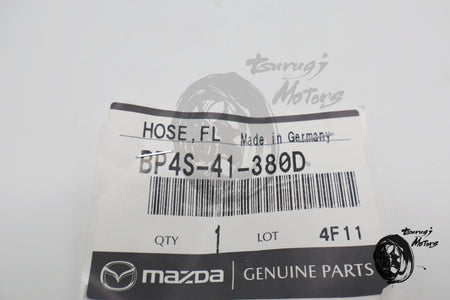 tsurugi
Motors
HOSE, FL Made in Germany
BP4S-41-380D
QTY 1 LOT 4F11
mazda GENUINE PARTS
tsurugi
Motors